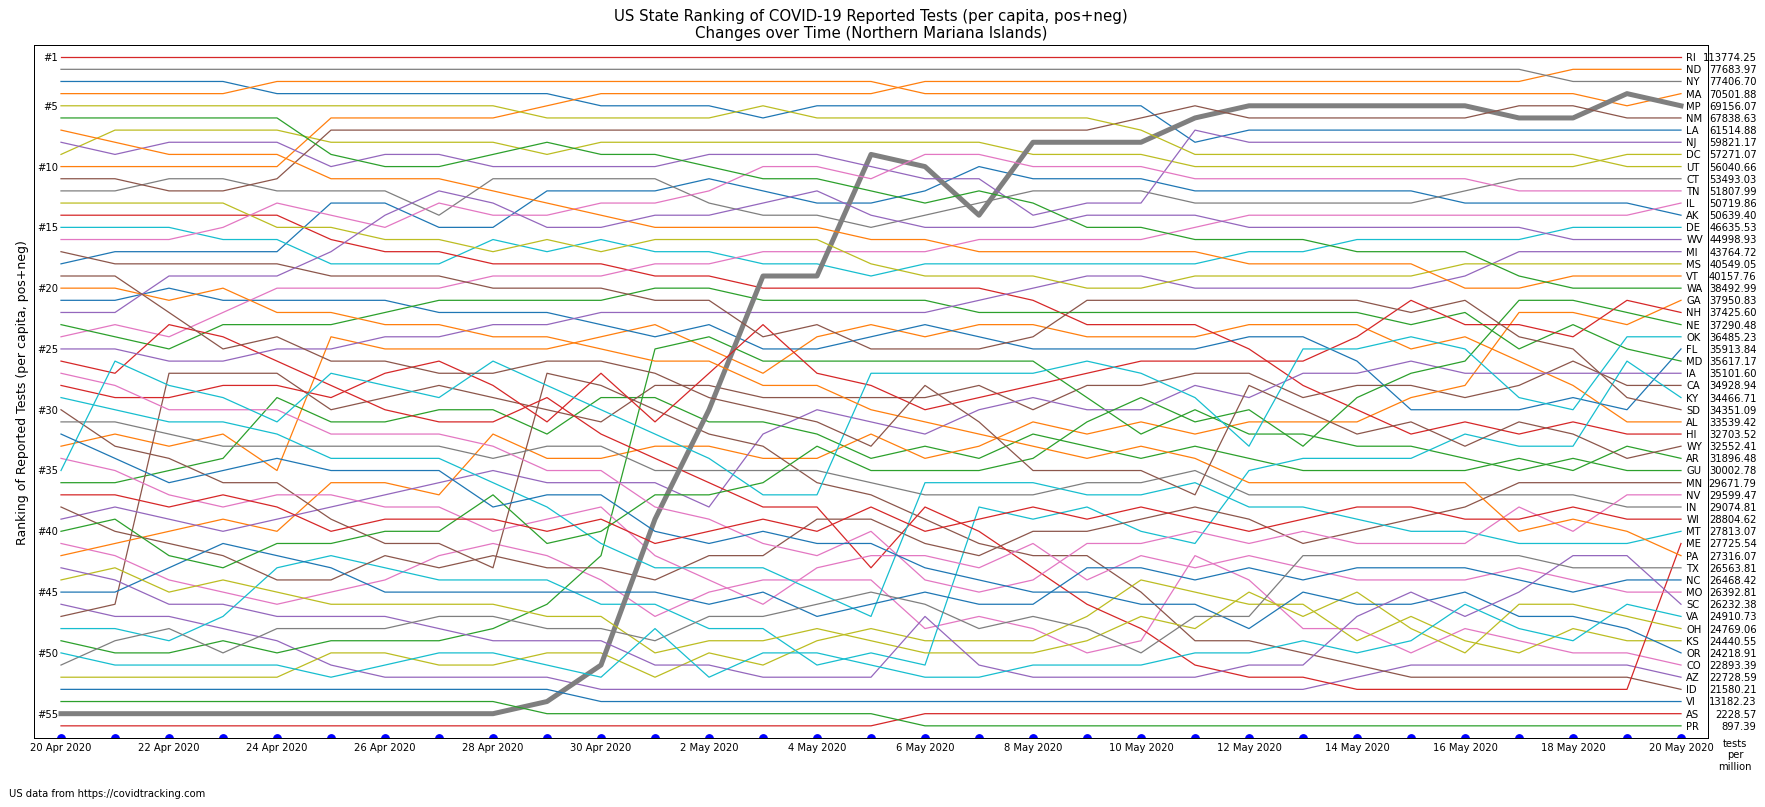 US State Ranking of COVID-19 Reported Tests (per capita, pos+neg)
Changes over Time (Northern Mariana Islands)
Ranking of Reported Tests (per capita, pos+neg)
#1
#5
#10
#15
#20
#25
#30
#35
#40
#45
#50
#55
RI 113774.25
ND 77683.97
NY 77406.70
MA 70501.88
MP 69156.07
NM 67838.63
LA 61514.88
NJ 59821.17
DC 57271.07
UT 56040.66
CT 53493.03
TN 51807.99
IL 50719.86
AK 50639.40
DE 46635.53
WV 44998.93
MI 43764.72
MS 40549.05
VT 40157.76
WA 38492.99
GA 37950.83
NH 37425.60
NE 37290.48
OK 36485.23
FL 35913.84
MD 35617.17
IA 35101.60
CA 34928.94
KY 34466.71
SD 34351.09
AL 33539.42
HI 32703.52
WY 32552.41
AR 31896.48
GU 30002.78
MN 29671.79
NV 29599.47
IN 29074.81
WI 28804.62
MT 27813.07
ME 27725.54
PA 27316.07
TX 26563.81
NC 26468.42
MO 26392.81
SC 26232.38
VA 24910.73
OH 24769.06
KS 24440.55
OR 24218.91
CO 22893.39
AZ 22728.59
ID 21580.21
VI 13182.23
AS 2228.57
PR 897.39
20 Apr 2020 22 Apr 2020 24 Apr 2020 26 Apr 2020 28 Apr 2020 30 Apr 2020 2 May 2020 4 May 2020 6 May 2020 8 May 2020 10 May 2020 12 May 2020 14 May 2020 16 May 2020 18 May 2020 20 May 2020
tests
per
million
US data from https://covidtracking.com